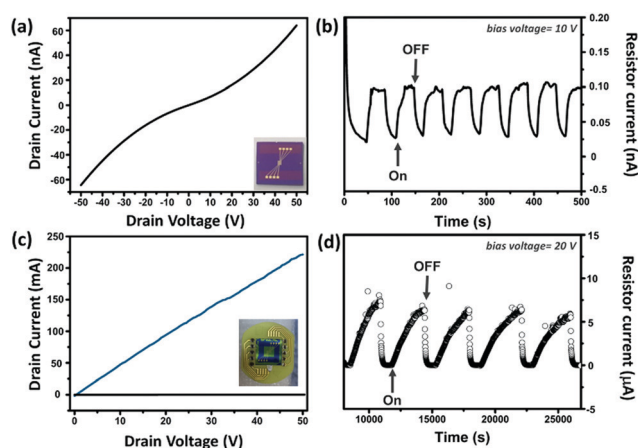 (a)
Drain Current (nA)
60
40
20
0
-20
-40
-60
-50 -40 -30 -20 -10 0 10 20 30 40 50
Drain Voltage (V)
(b)
bias voltage= 10 V
OFF
On
0.20
0.15
0.10
0.05
0
-0.5
Resistor current (nA)
0 100 200 300 400 500
Time (s)
(c)
Drain Current (mA)
250
200
150
100
50
0
0 10 20 30 40 50
Drain Voltage (V)
(d)
bias voltage= 20 V
OFF
On
15
10
5
0
-5
Resistor current (µA)
10000 15000 20000 25000
Time (s)